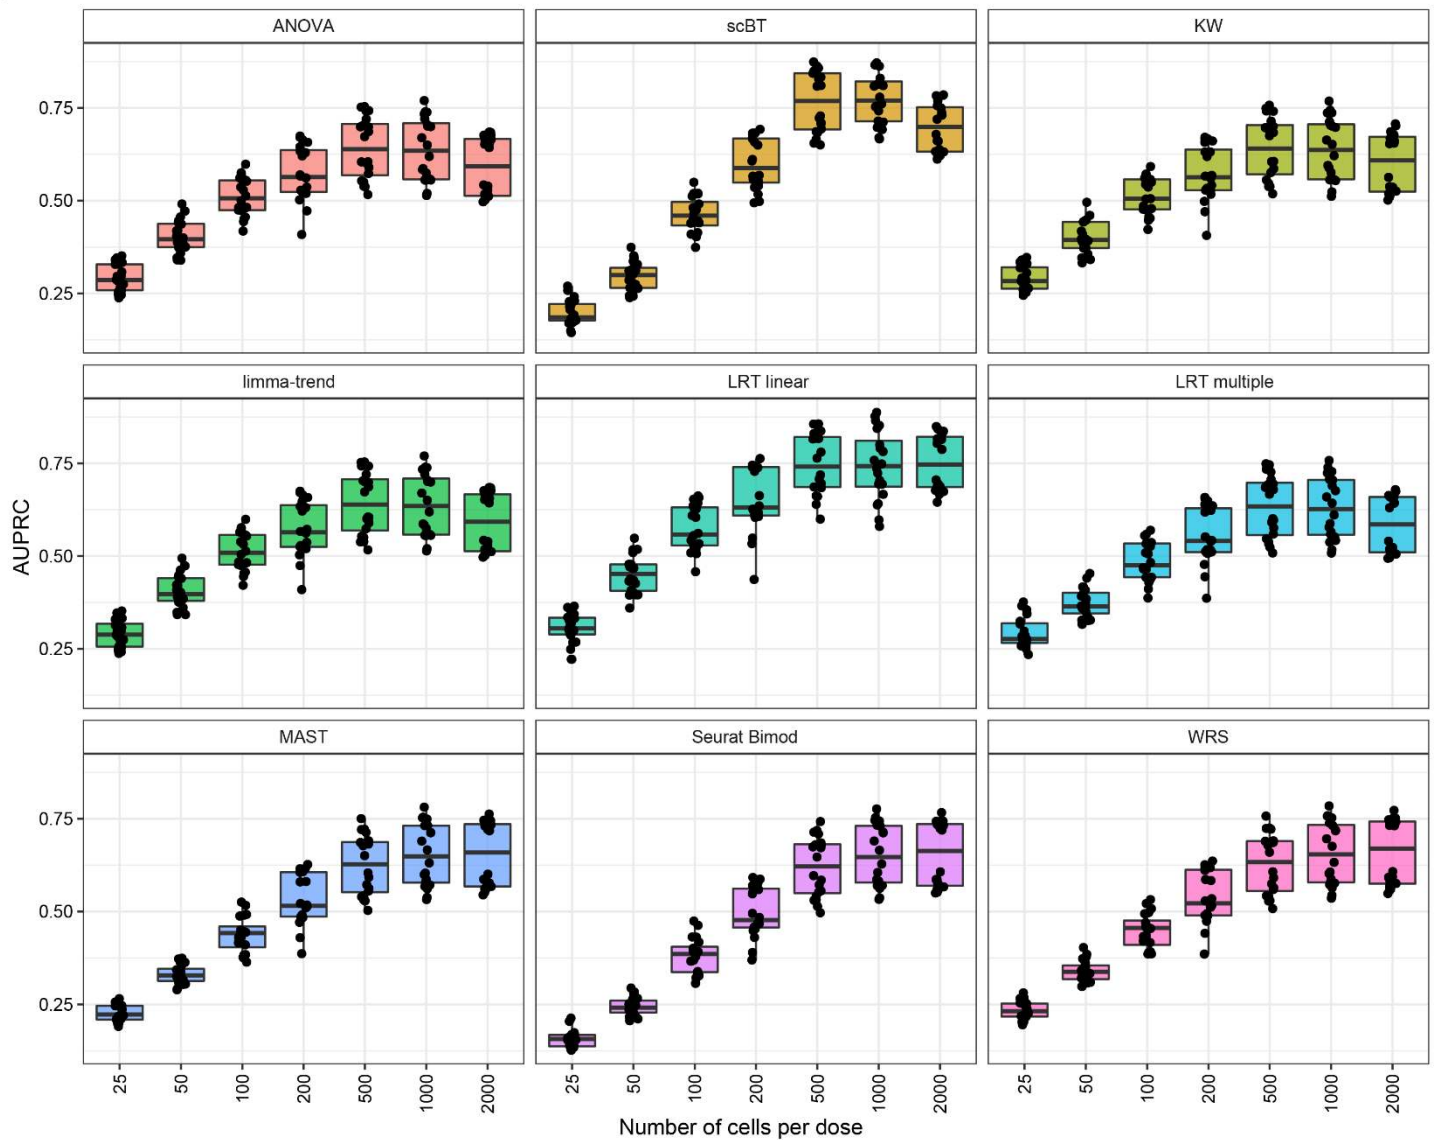 ANOVA
scBT
KW
0.75
0.50
0.25
limma-trend
LRT linear
LRT multiple
0.75
0.50
0.25
AUPRC
MAST
Seurat Bimod
WRS
0.75
0.50
0.25
25 50 100 200 500 1000 2000
25 50 100 200 500 1000 2000
25 50 100 200 500 1000 2000
Number of cells per dose